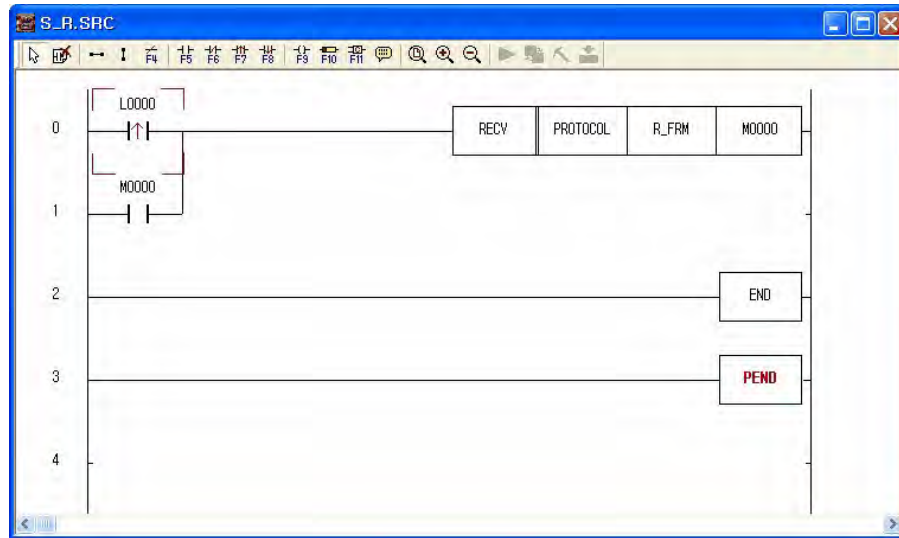 S_R.SRC
F4 F5 F6 F7 F8 F9 F10 F11
L0000
0 RECV PROTOCOL R_FRM M0000
M0000
1
2 END
3 PEND
4